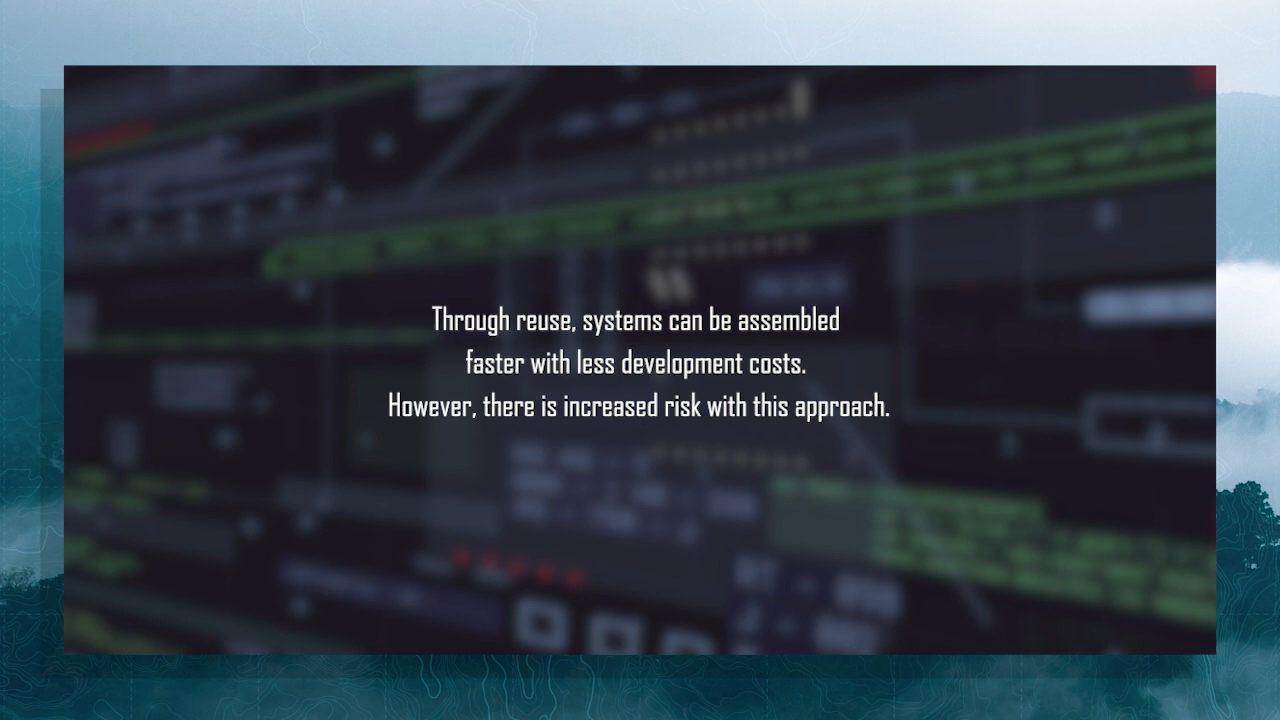 Through reuse, systems can be assembled
faster with less development costs.
However, there is increased risk with this approach.